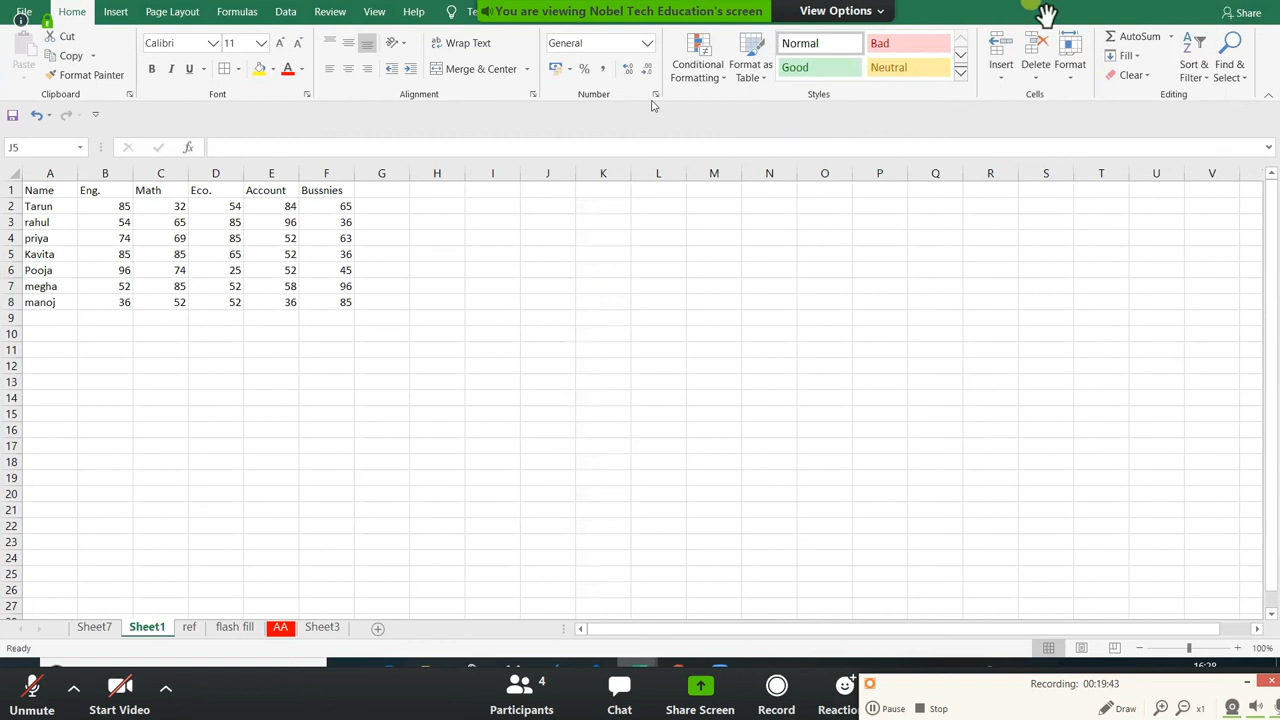 File Home Insert Page Layout Formulas Data Review View Help Te You are viewing Nobel Tech Education's screen View Options Share
Paste Cut Copy Format Painter Clipboard
Calibri 11 B I U A Font
Wrap Text Merge & Center Alignment
General % , Number
Conditional Formatting Format as Table Normal Bad Good Neutral Styles
Insert Delete Format Cells
AutoSum Fill Clear Sort & Filter Find & Select Editing
J5 fx
A B C D E F G H I J K L M N O P Q R S T U V
1 Name Eng. Math Eco. Account Bussnies
2 Tarun 85 32 54 84 65
3 rahul 54 65 85 96 36
4 priya 74 69 85 52 63
5 Kavita 85 85 65 52 36
6 Pooja 96 74 25 52 45
7 megha 52 85 52 58 96
8 manoj 36 52 52 36 85
9
10
11
12
13
14
15
16
17
18
19
20
21
22
23
24
25
26
27
Sheet7 Sheet1 ref flash fill AA Sheet3
Ready 100%
16:28
Unmute Start Video Participants 4 Chat Share Screen Record Reactio
Recording: 00:19:43
Pause Stop Draw x1